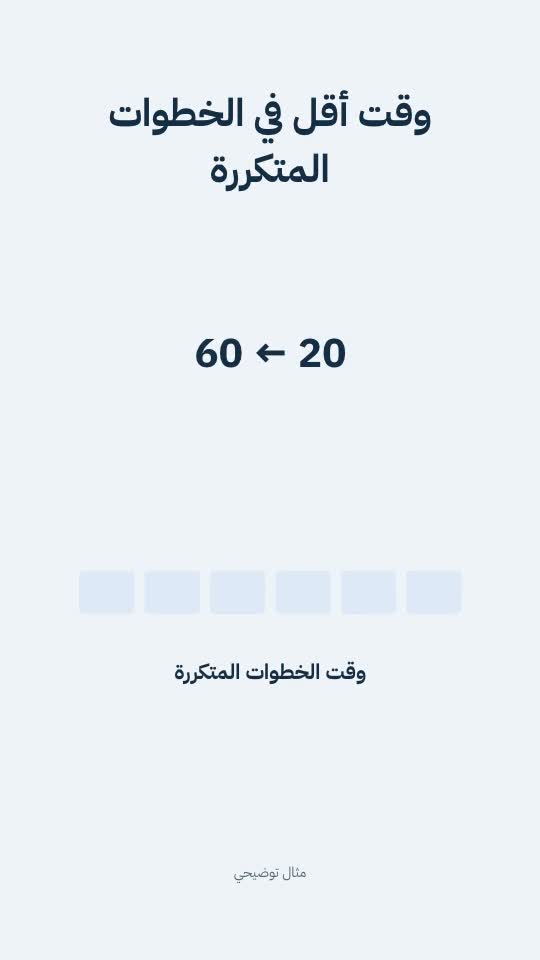 وقت أقل في الخطوات
المتكررة
60 ← 20
وقت الخطوات المتكررة
مثال توضيحي